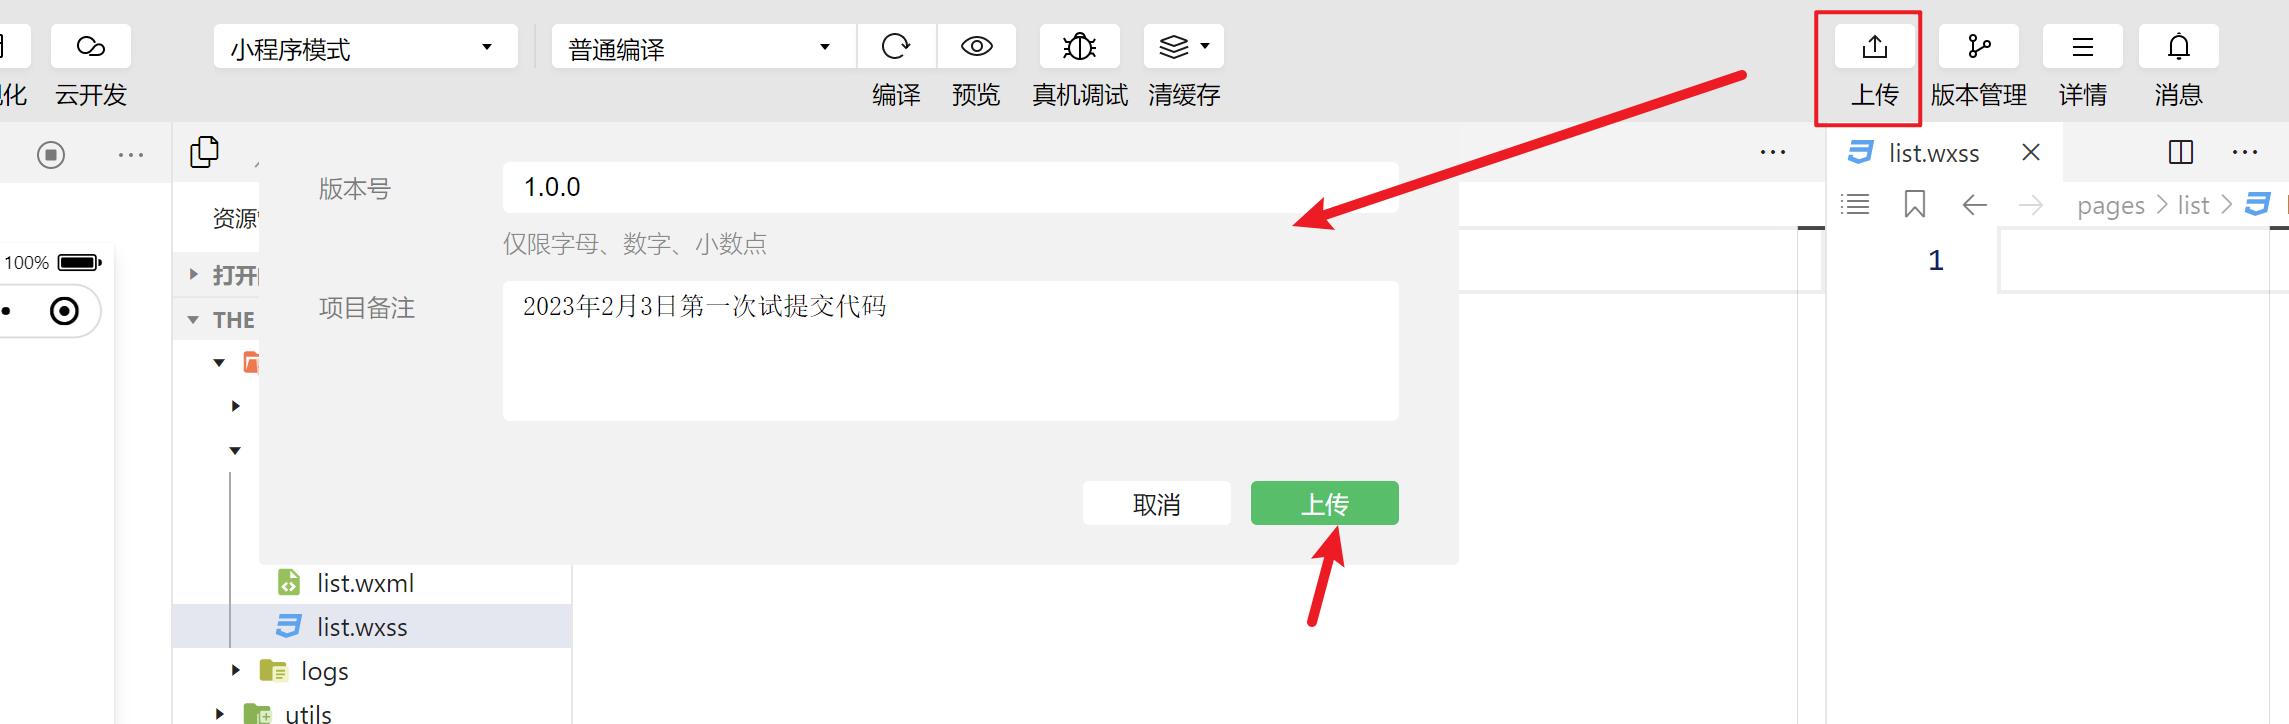 小程序模式
普通编译
化
云开发
编译
预览
真机调试
清缓存
上传
版本管理
详情
消息
版本号
1.0.0
仅限字母、数字、小数点
项目备注
2023年2月3日第一次试提交代码
取消
上传
资源
100%
打开
THE
list.wxml
list.wxss
logs
utils
list.wxss
pages > list >
1